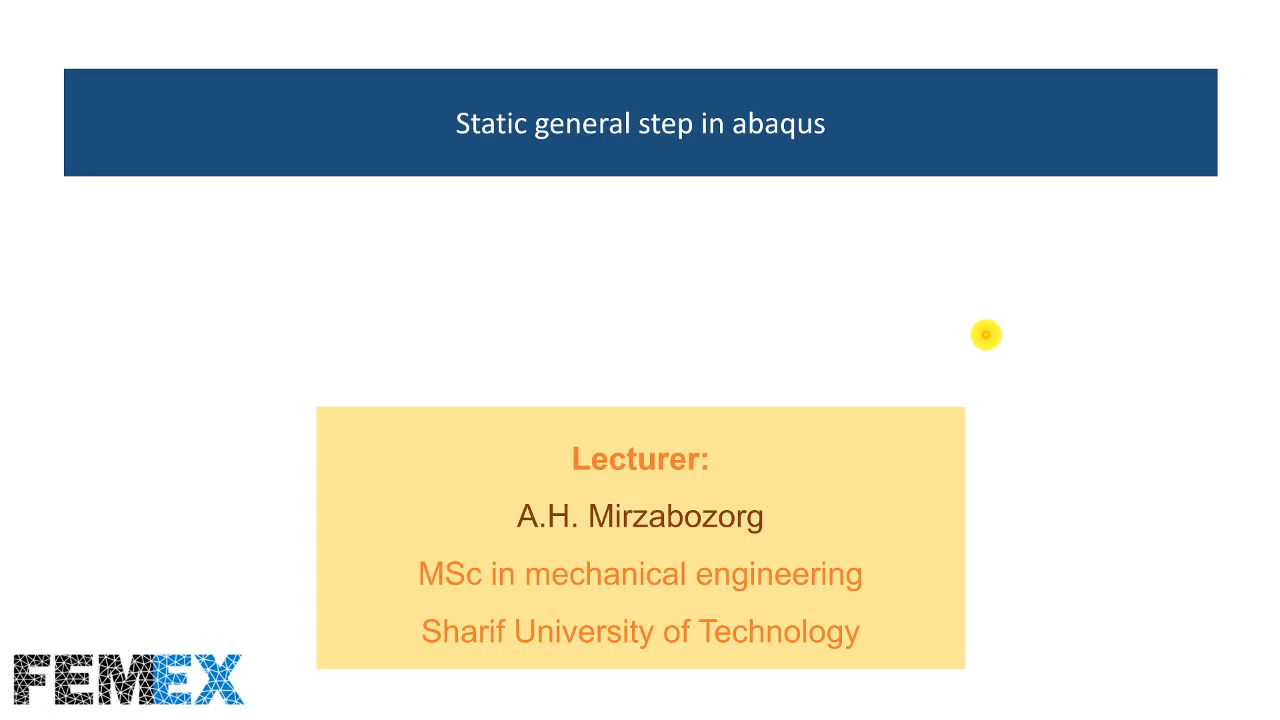 Static general step in abaqus
Lecturer:
A.H. Mirzabozorg
MSc in mechanical engineering
Sharif University of Technology
FEMEX